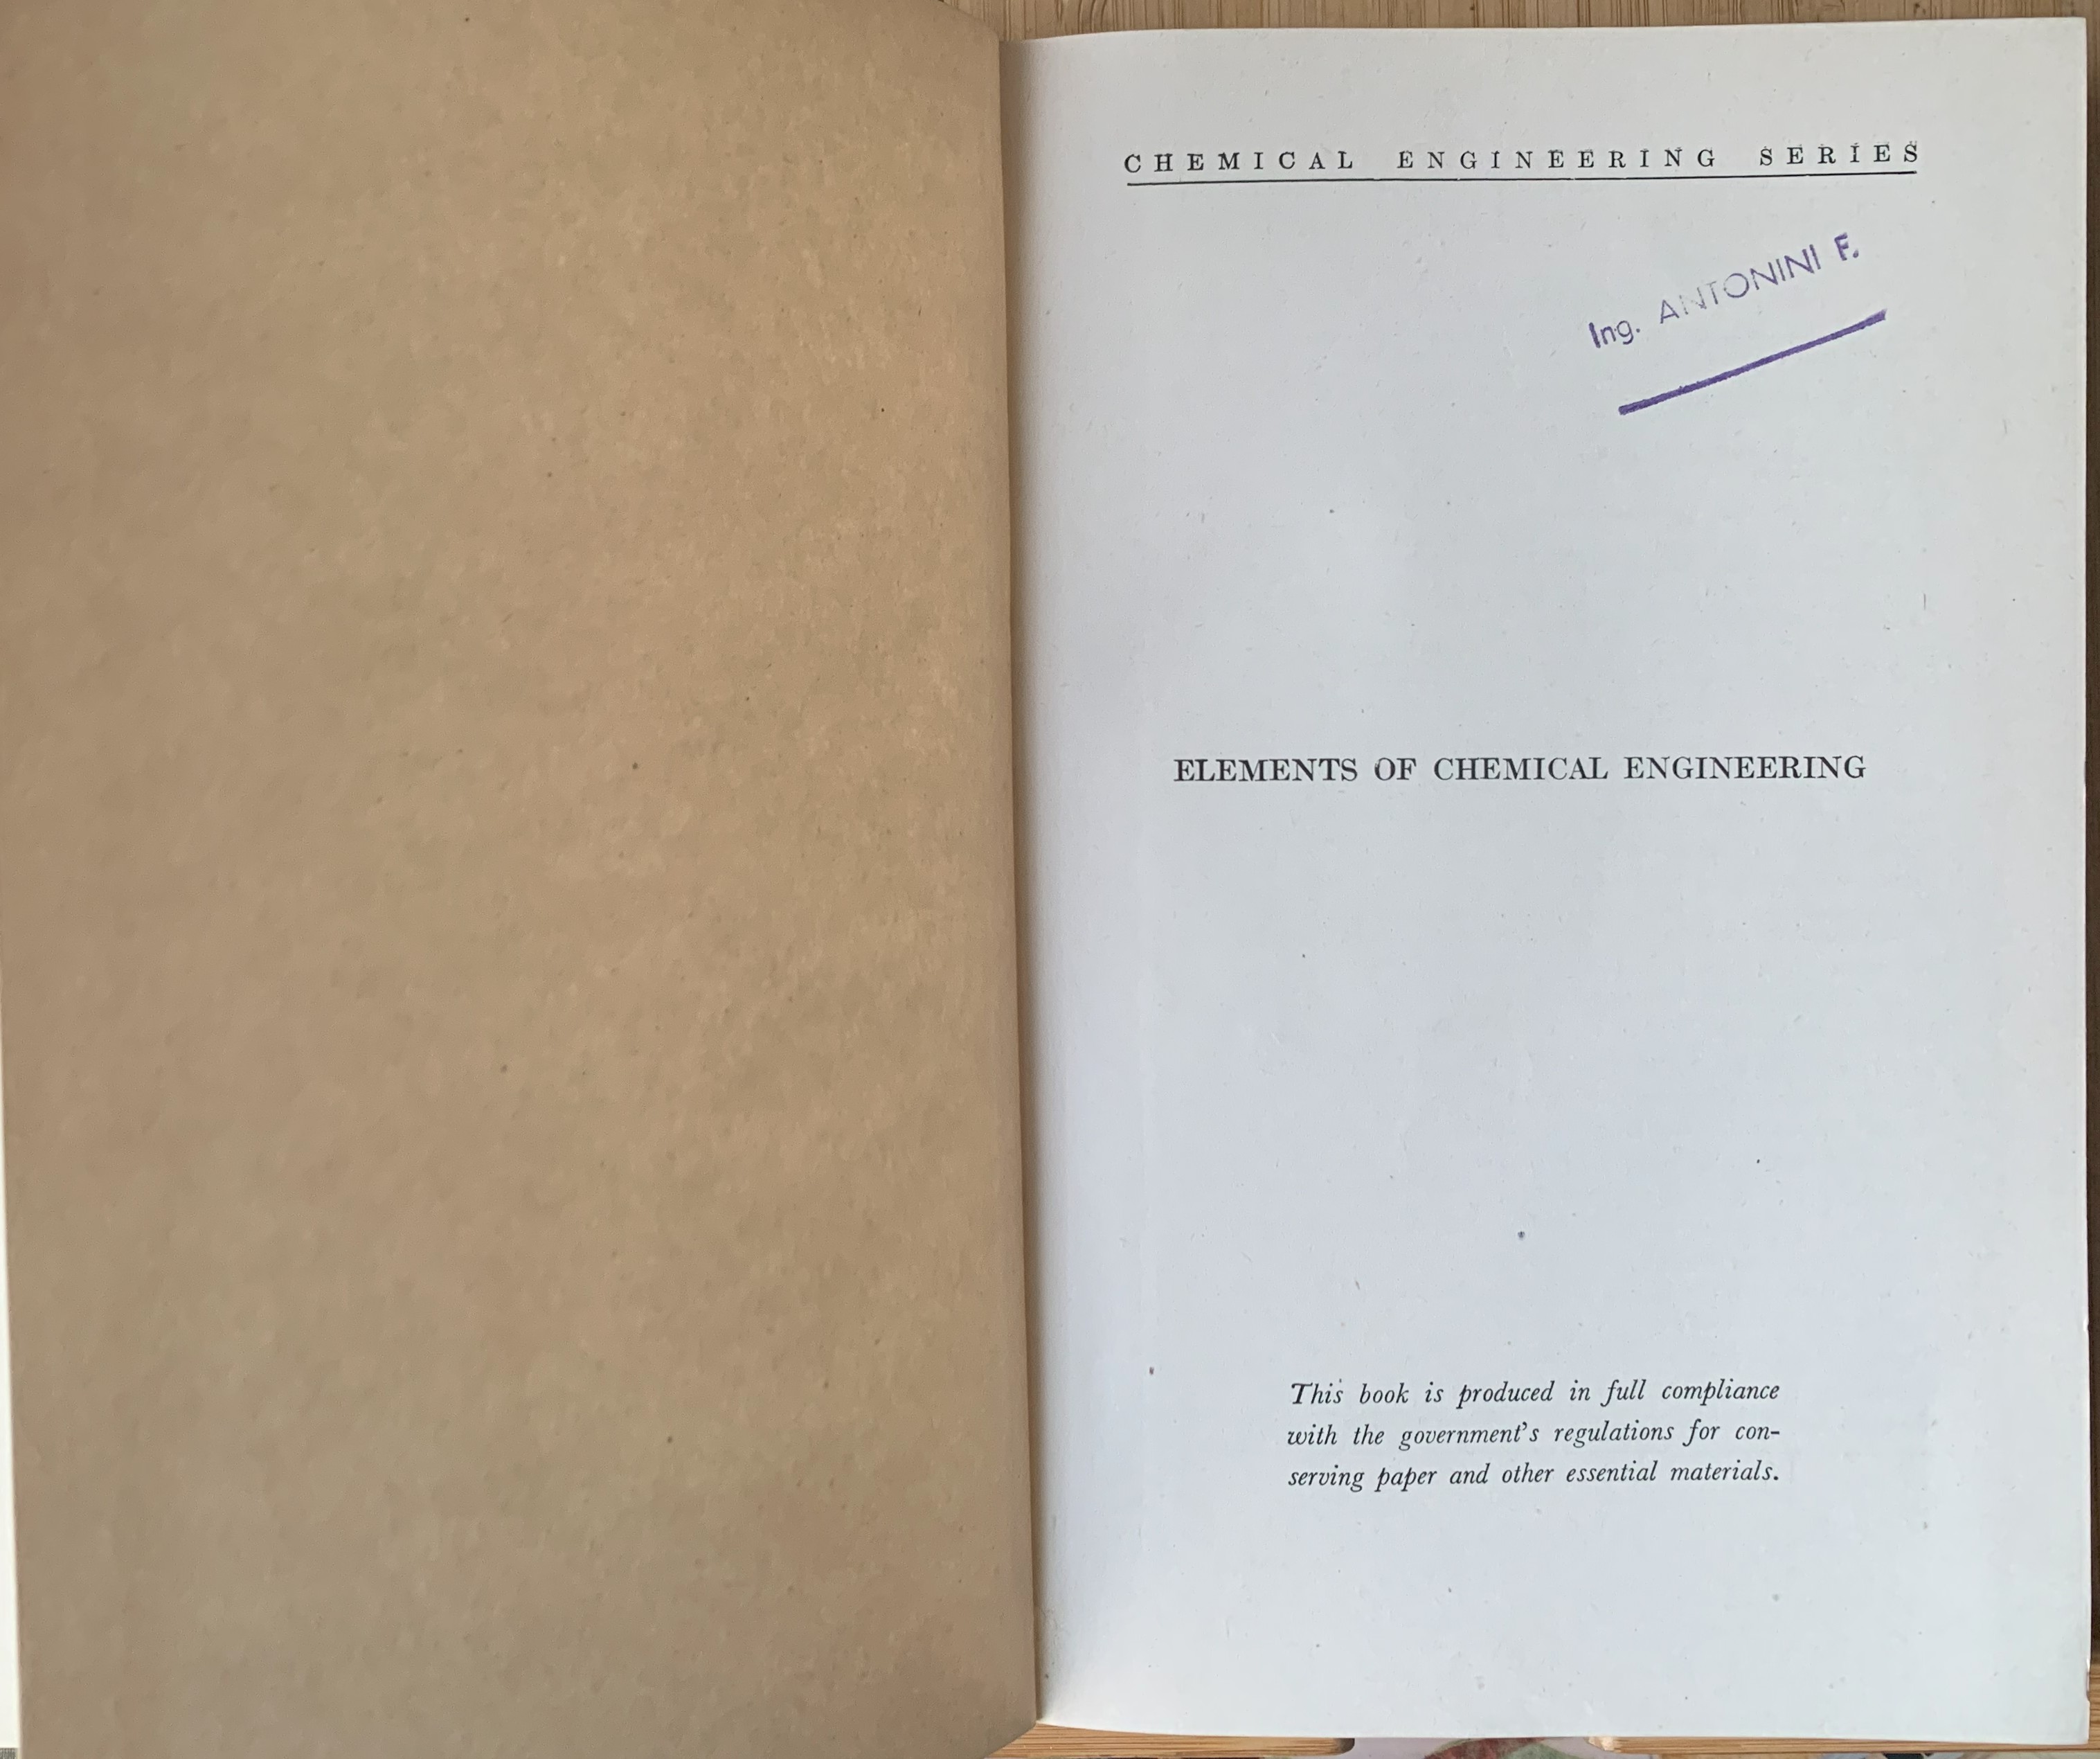 CHEMICAL ENGINEERING SERIES
Ing. ANTONINI F.
ELEMENTS OF CHEMICAL ENGINEERING
This book is produced in full compliance
with the government's regulations for con-
serving paper and other essential materials.